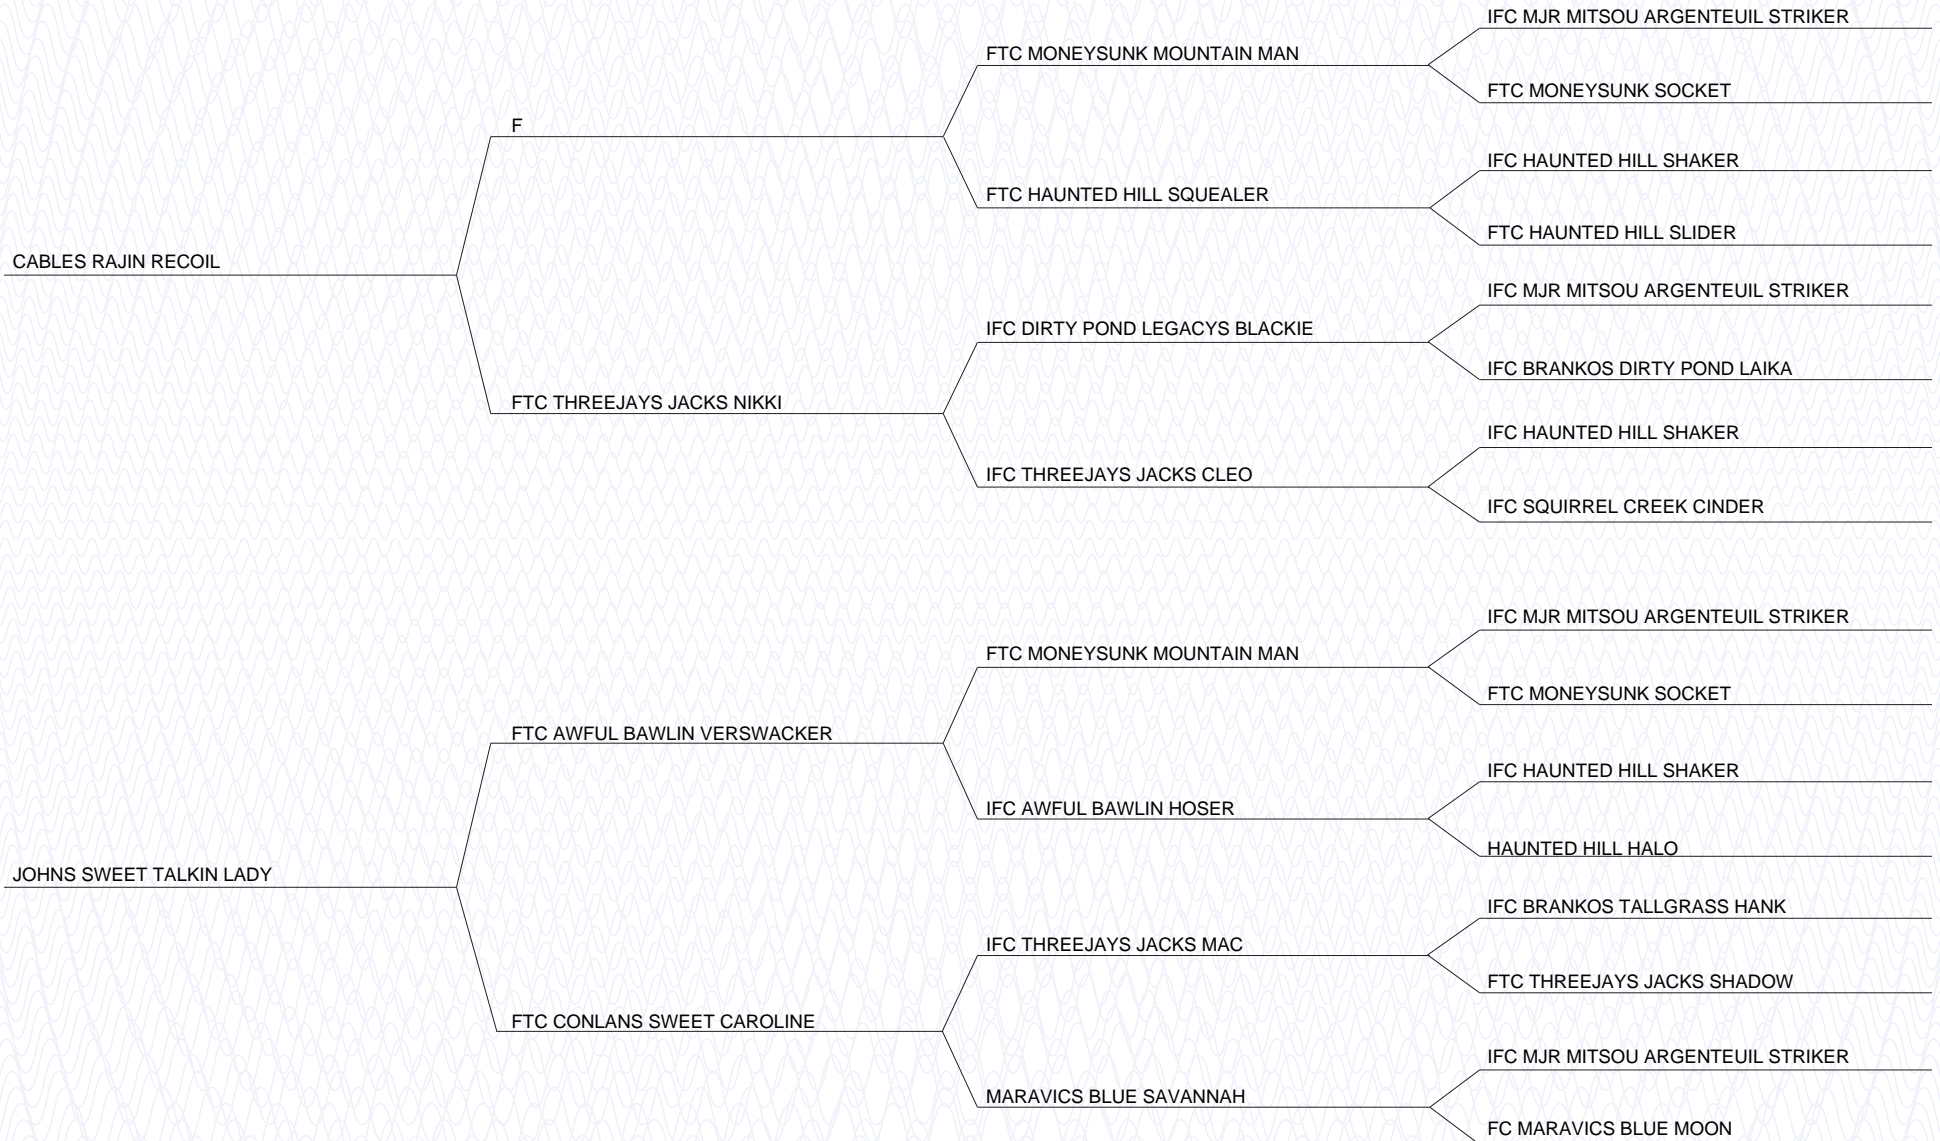 IFC MJR MITSOU ARGENTEUIL STRIKER
FTC MONEYSUNK MOUNTAIN MAN
FTC MONEYSUNK SOCKET
F
IFC HAUNTED HILL SHAKER
FTC HAUNTED HILL SQUEALER
FTC HAUNTED HILL SLIDER
CABLES RAJIN RECOIL
IFC MJR MITSOU ARGENTEUIL STRIKER
IFC DIRTY POND LEGACYS BLACKIE
IFC BRANKOS DIRTY POND LAIKA
FTC THREEJAYS JACKS NIKKI
IFC HAUNTED HILL SHAKER
IFC THREEJAYS JACKS CLEO
IFC SQUIRREL CREEK CINDER
IFC MJR MITSOU ARGENTEUIL STRIKER
FTC MONEYSUNK MOUNTAIN MAN
FTC MONEYSUNK SOCKET
FTC AWFUL BAWLIN VERSWACKER
IFC HAUNTED HILL SHAKER
IFC AWFUL BAWLIN HOSER
HAUNTED HILL HALO
JOHNS SWEET TALKIN LADY
IFC BRANKOS TALLGRASS HANK
IFC THREEJAYS JACKS MAC
FTC THREEJAYS JACKS SHADOW
FTC CONLANS SWEET CAROLINE
IFC MJR MITSOU ARGENTEUIL STRIKER
MARAVICS BLUE SAVANNAH
FC MARAVICS BLUE MOON